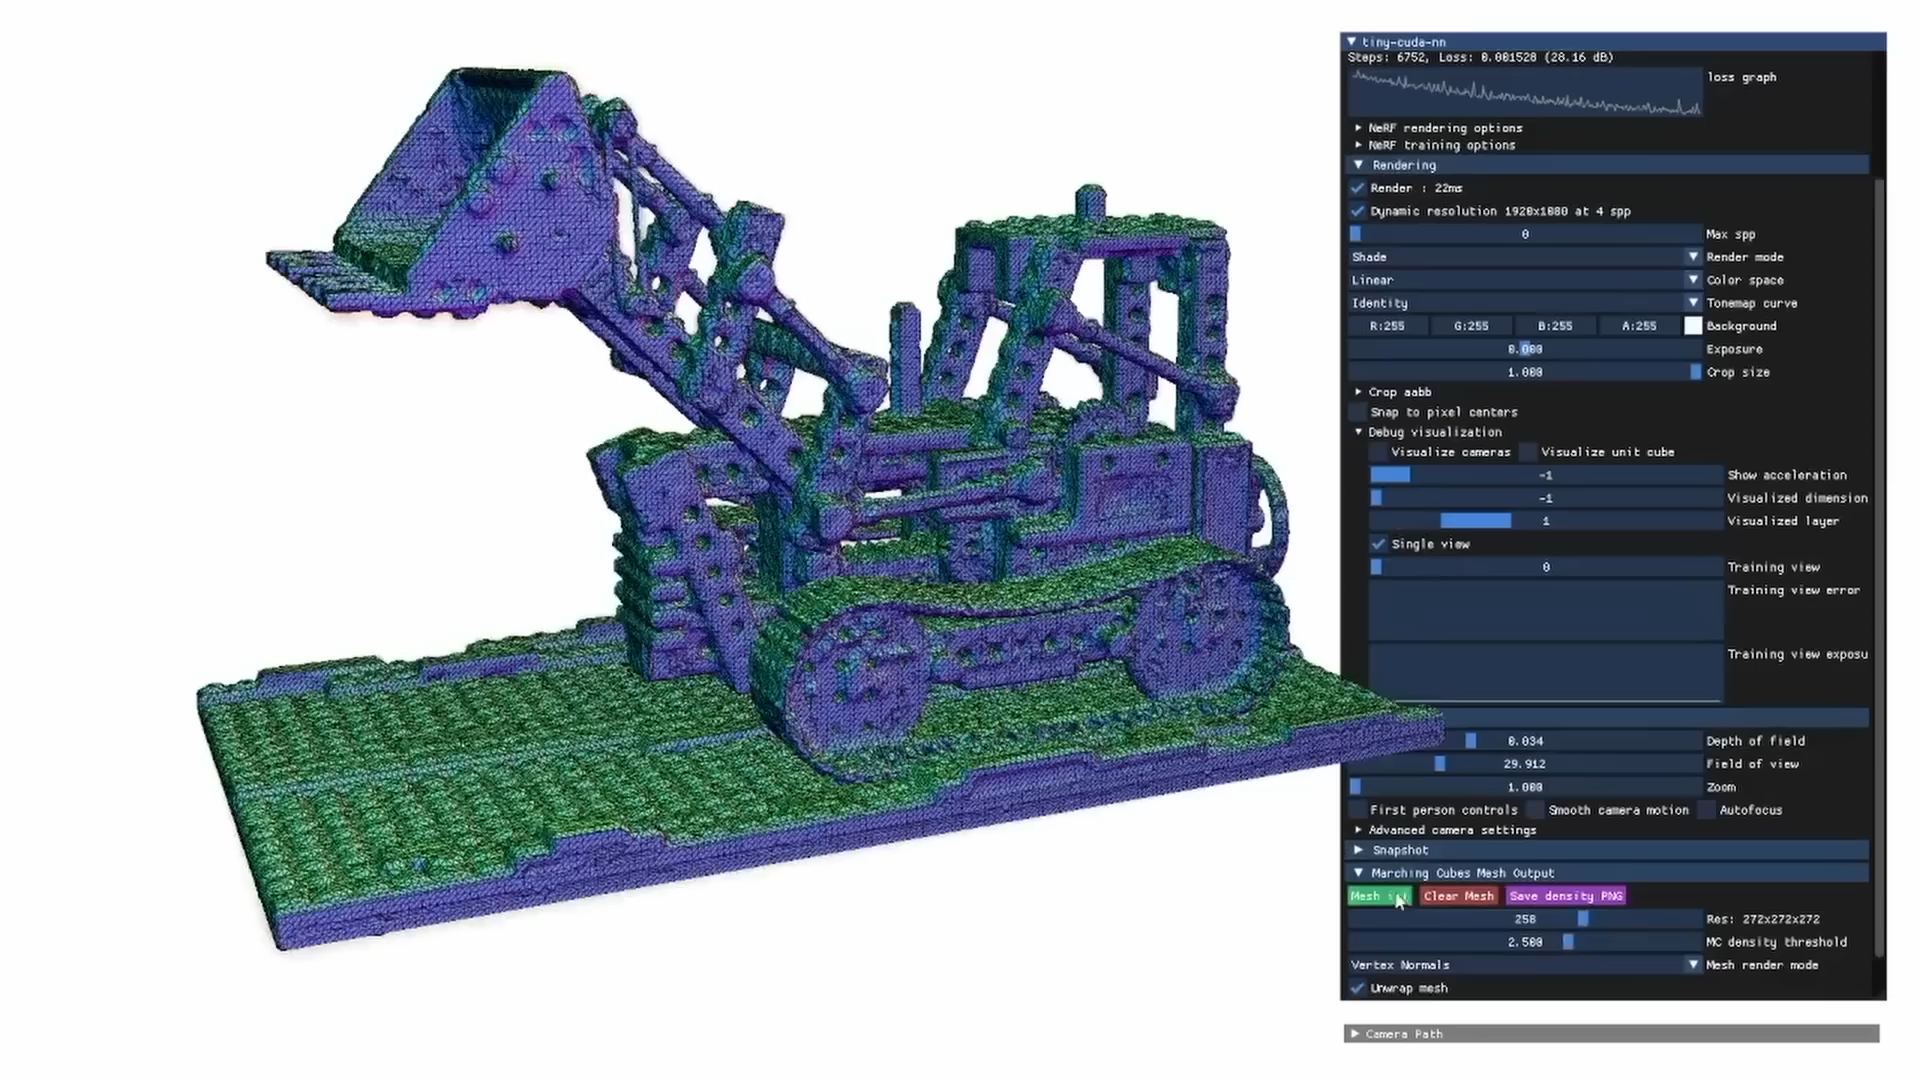 tiny-cuda-nn
Steps: 6752, Loss: 0.001528 (28.16 dB)
loss graph
NeRF rendering options
NeRF training options
Rendering
Render : 22ms
Dynamic resolution 1920x1080 at 4 spp
0 Max spp
Shade Render mode
Linear Color space
Identity Tonemap curve
R:255 G:255 B:255 A:255 Background
0.000 Exposure
1.000 Crop size
Crop aabb
Snap to pixel centers
Debug visualization
Visualize cameras Visualize unit cube
-1 Show acceleration
-1 Visualized dimension
1 Visualized layer
Single view
0 Training view
Training view error
Training view exposu
0.034 Depth of field
29.912 Field of view
1.000 Zoom
First person controls Smooth camera motion Autofocus
Advanced camera settings
Snapshot
Marching Cubes Mesh Output
Mesh Clear Mesh Save density PNG
258 Res: 272x272x272
2.500 MC density threshold
Vertex Normals Mesh render mode
Unwrap mesh
Camera Path